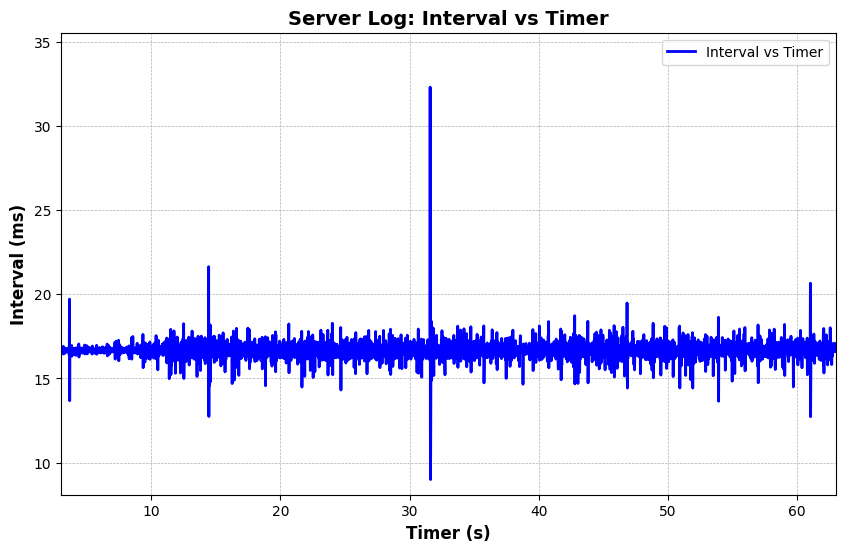 Server Log: Interval vs Timer
Interval vs Timer
35
30
25
20
15
10
Interval (ms)
10 20 30 40 50 60
Timer (s)